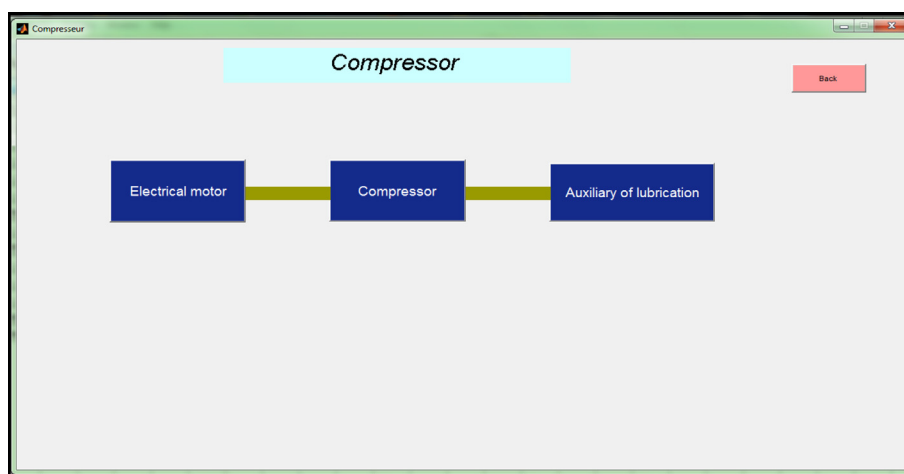 Compresseur
Compressor
Back
Electrical motor
Compressor
Auxiliary of lubrication